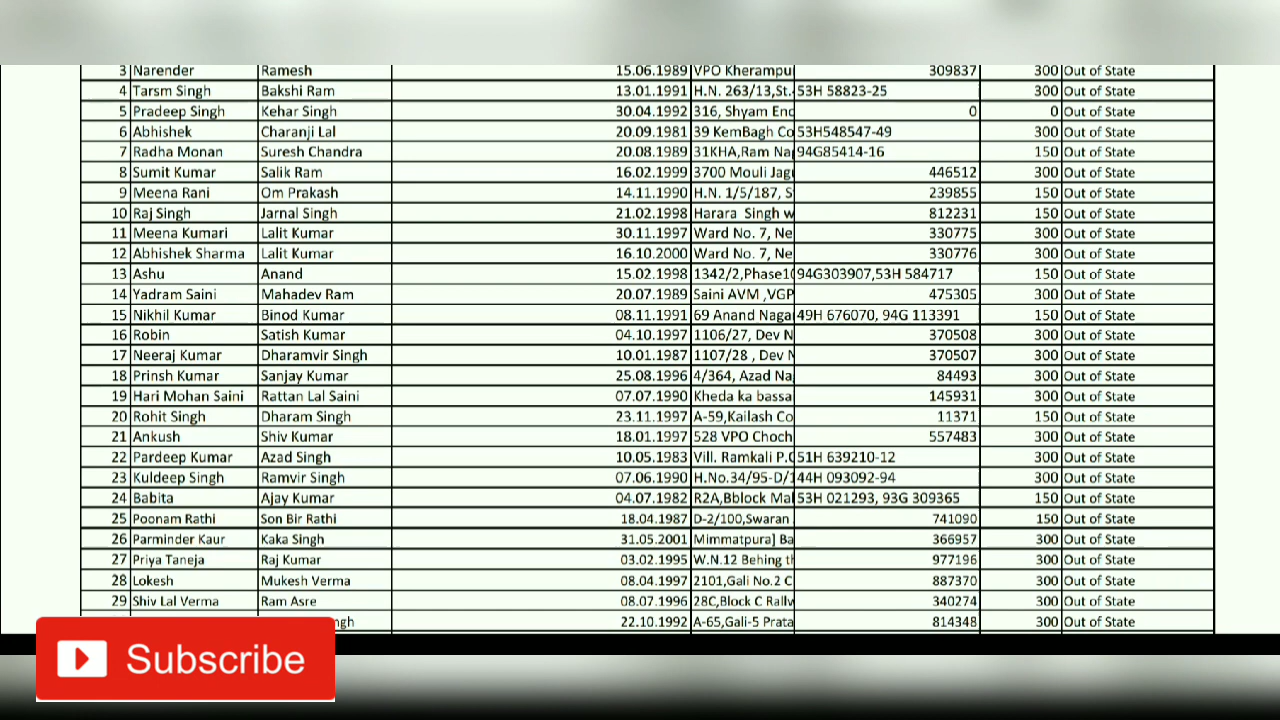 3 Narender Ramesh 15.06.1989 VPO Kherampu 309837 300 Out of State
4 Tarsm Singh Bakshi Ram 13.01.1991 H.N. 263/13,St. 53H 58823-25 300 Out of State
5 Pradeep Singh Kehar Singh 30.04.1992 316, Shyam Enc 0 0 Out of State
6 Abhishek Charanji Lal 20.09.1981 39 KemBagh Co 53H548547-49 300 Out of State
7 Radha Monan Suresh Chandra 20.08.1989 31KHA,Ram Na 94G85414-16 150 Out of State
8 Sumit Kumar Salik Ram 16.02.1999 3700 Mouli Jag 446512 300 Out of State
9 Meena Rani Om Prakash 14.11.1990 H.N. 1/5/187, S 239855 150 Out of State
10 Raj Singh Jarnal Singh 21.02.1998 Harara Singh w 812231 150 Out of State
11 Meena Kumari Lalit Kumar 30.11.1997 Ward No. 7, Ne 330775 300 Out of State
12 Abhishek Sharma Lalit Kumar 16.10.2000 Ward No. 7, Ne 330776 300 Out of State
13 Ashu Anand 15.02.1998 1342/2,Phase1 94G303907,53H 584717 150 Out of State
14 Yadram Saini Mahadev Ram 20.07.1989 Saini AVM ,VGP 475305 300 Out of State
15 Nikhil Kumar Binod Kumar 08.11.1991 69 Anand Naga 49H 676070, 94G 113391 150 Out of State
16 Robin Satish Kumar 04.10.1997 1106/27, Dev N 370508 300 Out of State
17 Neeraj Kumar Dharamvir Singh 10.01.1987 1107/28 , Dev N 370507 300 Out of State
18 Prinsh Kumar Sanjay Kumar 25.08.1996 4/364, Azad Na 84493 300 Out of State
19 Hari Mohan Saini Rattan Lal Saini 07.07.1990 Kheda ka bassa 145931 300 Out of State
20 Rohit Singh Dharam Singh 23.11.1997 A-59,Kailash Co 11371 150 Out of State
21 Ankush Shiv Kumar 18.01.1997 528 VPO Choch 557483 300 Out of State
22 Pardeep Kumar Azad Singh 10.05.1983 Vill. Ramkali P.O 51H 639210-12 300 Out of State
23 Kuldeep Singh Ramvir Singh 07.06.1990 H.No.34/95-D/1 44H 093092-94 300 Out of State
24 Babita Ajay Kumar 04.07.1982 R2A,Bblock Ma 53H 021293, 93G 309365 150 Out of State
25 Poonam Rathi Son Bir Rathi 18.04.1987 D-2/100,Swaran 741090 150 Out of State
26 Parminder Kaur Kaka Singh 31.05.2001 Mimmatpura] Ba 366957 300 Out of State
27 Priya Taneja Raj Kumar 03.02.1995 W.N.12 Behing th 977196 300 Out of State
28 Lokesh Mukesh Verma 08.04.1997 2101,Gali No.2 C 887370 300 Out of State
29 Shiv Lal Verma Ram Asre 08.07.1996 28C,Block C Rallw 340274 300 Out of State
ngh 22.10.1992 A-65,Gali-5 Prata 814348 300 Out of State
Subscribe